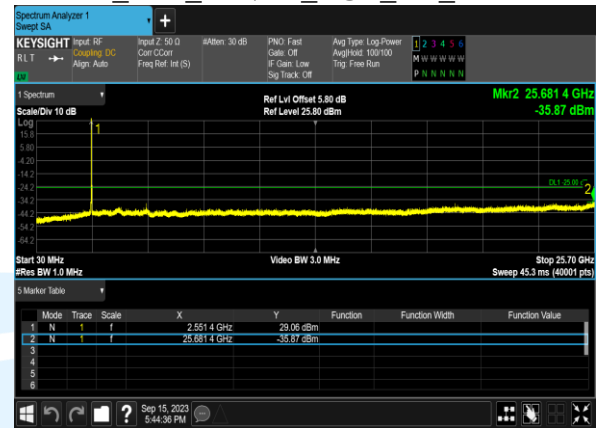 Spectrum Analyzer 1
Swept SA
KEYSIGHT
RLT
Input: RF
Coupling: DC
Align: Auto
Input Z: 50 Ω
Corr CCorr
Freq Ref: Int (S)
#Atten: 30 dB
PNO: Fast
Gate: Off
IF Gain: Low
Sig Track: Off
Avg Type: Log-Power
Avg|Hold: 100/100
Trig: Free Run
1 2 3 4 5 6
M W W W W W
P N N N N N
1 Spectrum
Scale/Div 10 dB
Ref Lvl Offset 5.80 dB
Ref Level 25.80 dBm
Mkr2 25.681 4 GHz
-35.87 dBm
Log
15.8
5.80
-4.20
-14.2
-24.2
-34.2
-44.2
-54.2
-64.2
1
DL1 -25.00
2
Start 30 MHz
#Res BW 1.0 MHz
Video BW 3.0 MHz
Stop 25.70 GHz
Sweep 45.3 ms (40001 pts)
5 Marker Table
Mode Trace Scale X Y Function Function Width Function Value
1 N 1 f 2.551 4 GHz 29.06 dBm
2 N 1 f 25.681 4 GHz -35.87 dBm
3
4
5
6
?
Sep 15, 2023
5:44:36 PM